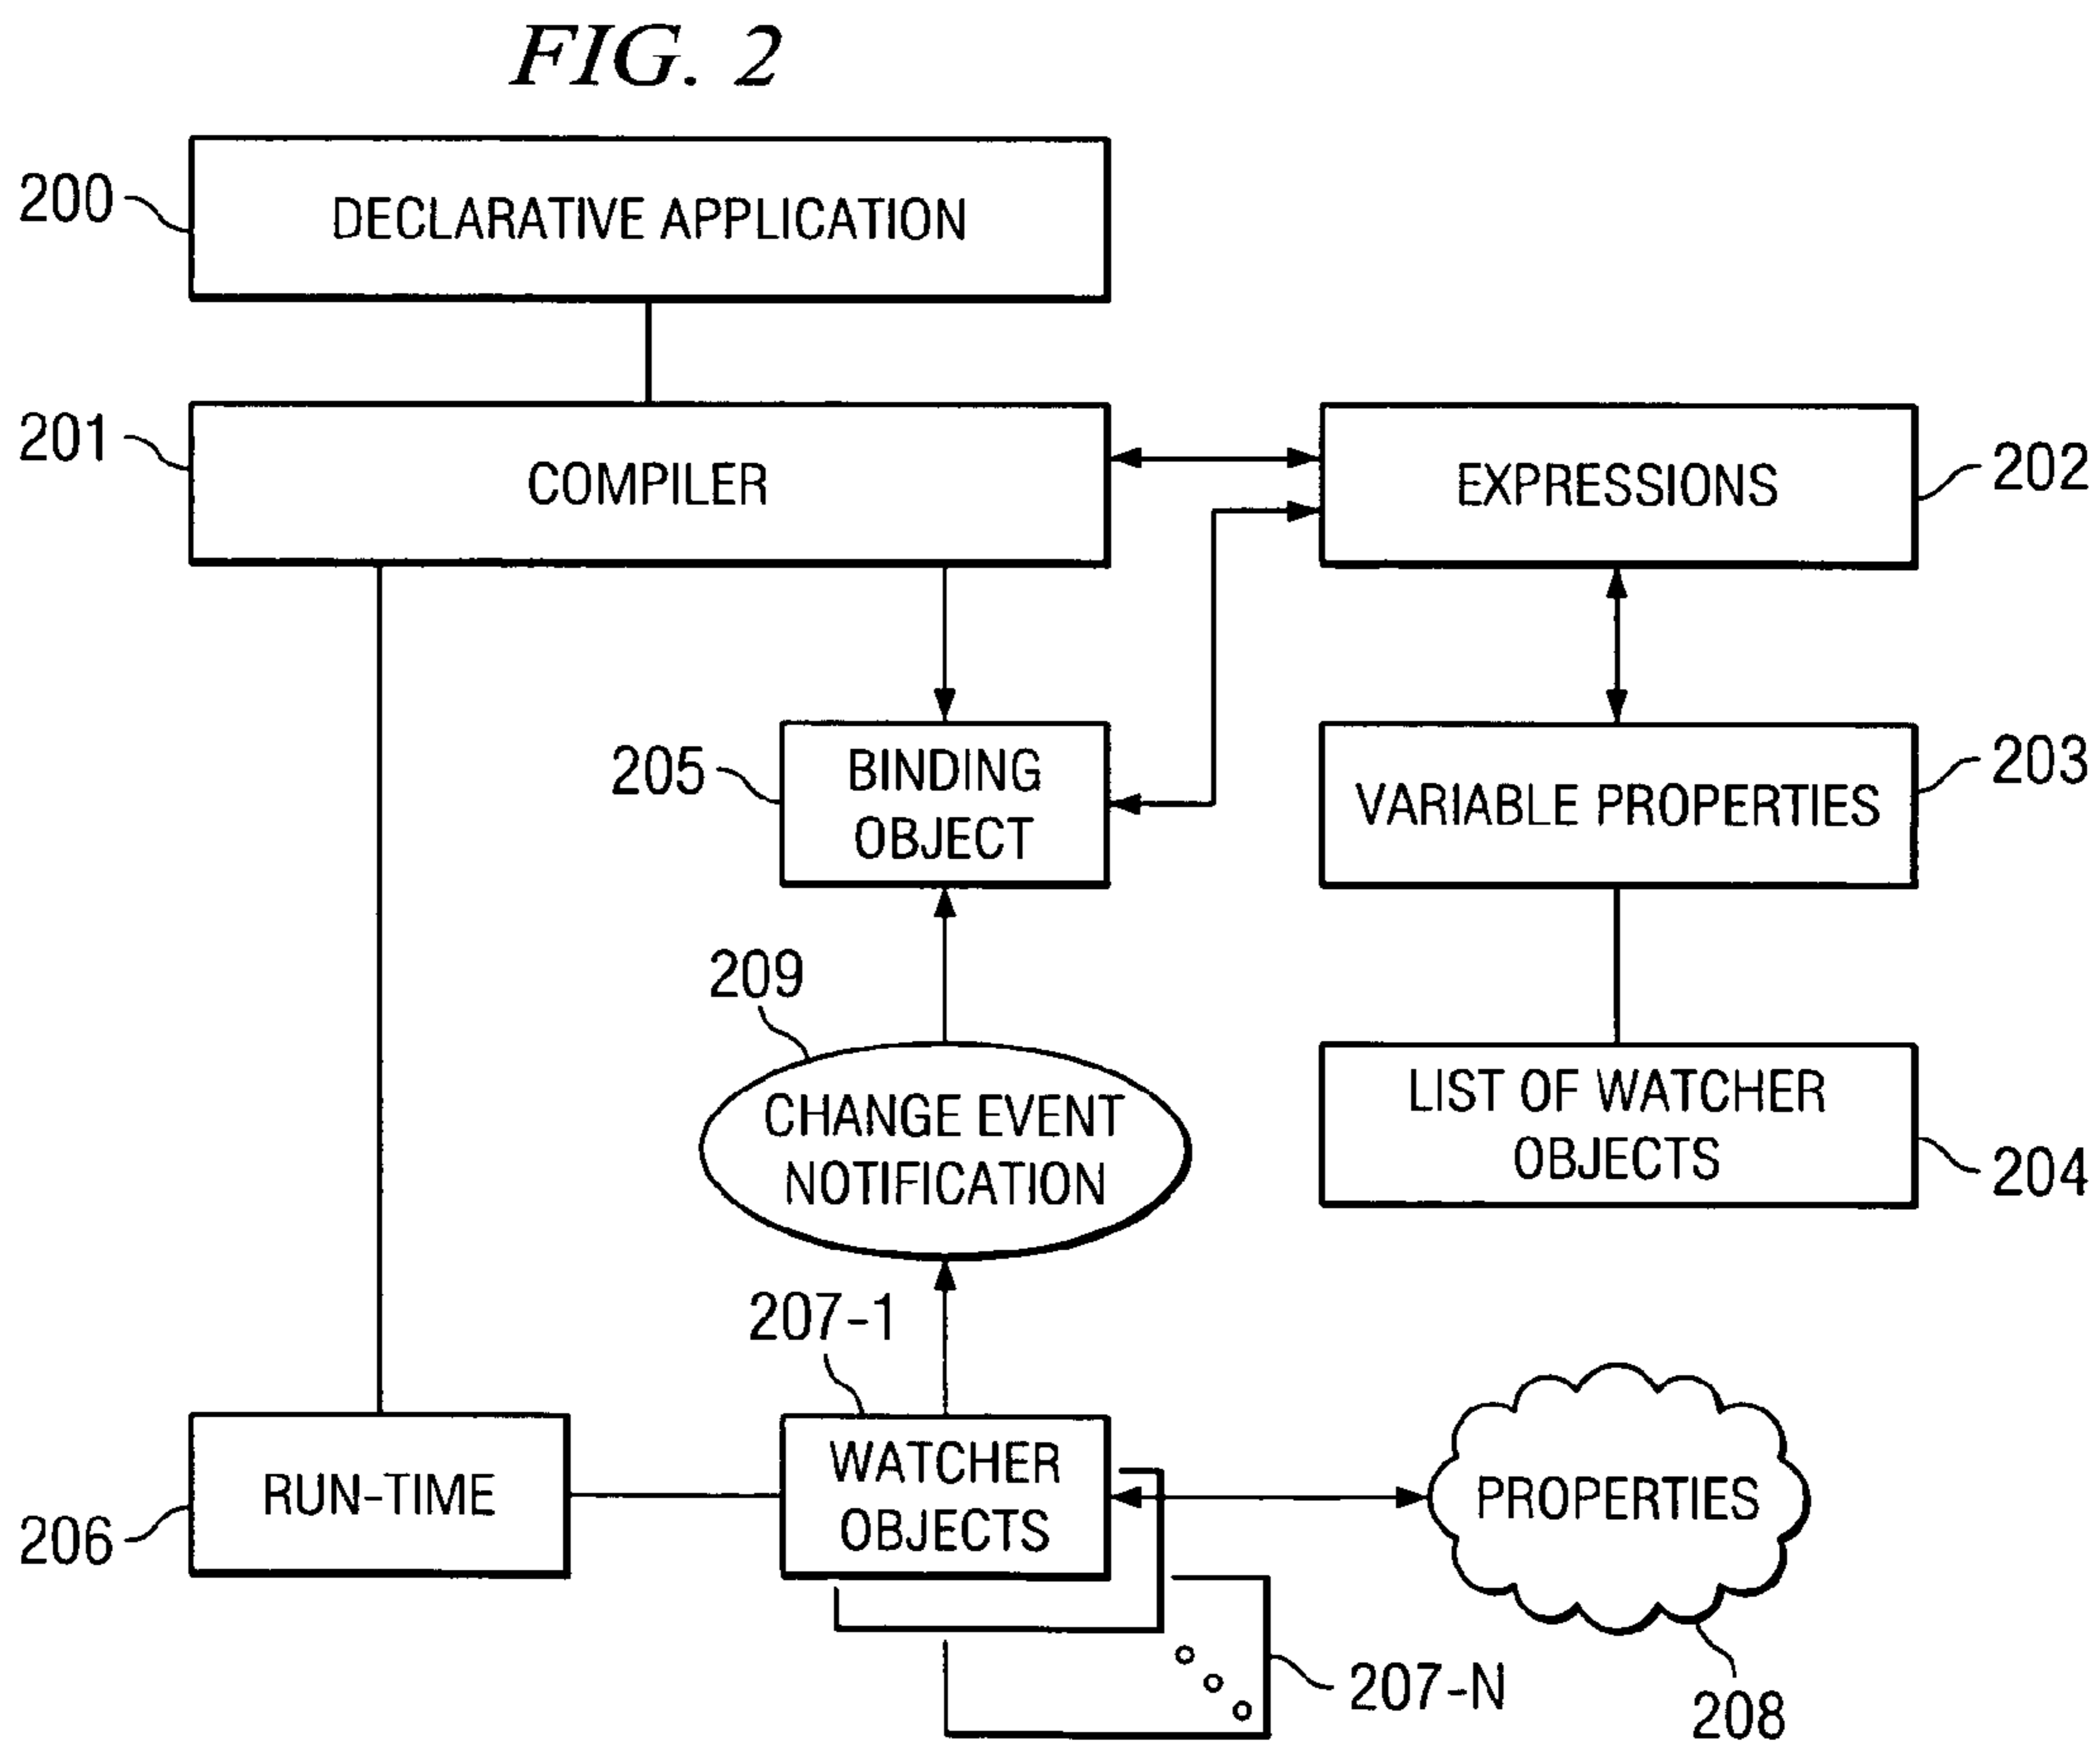 FIG. 2
200
DECLARATIVE APPLICATION
201
COMPILER
EXPRESSIONS
202
205
BINDING
OBJECT
VARIABLE PROPERTIES
203
209
CHANGE EVENT
NOTIFICATION
LIST OF WATCHER
OBJECTS
204
207-1
RUN-TIME
206
WATCHER
OBJECTS
PROPERTIES
207-N
208